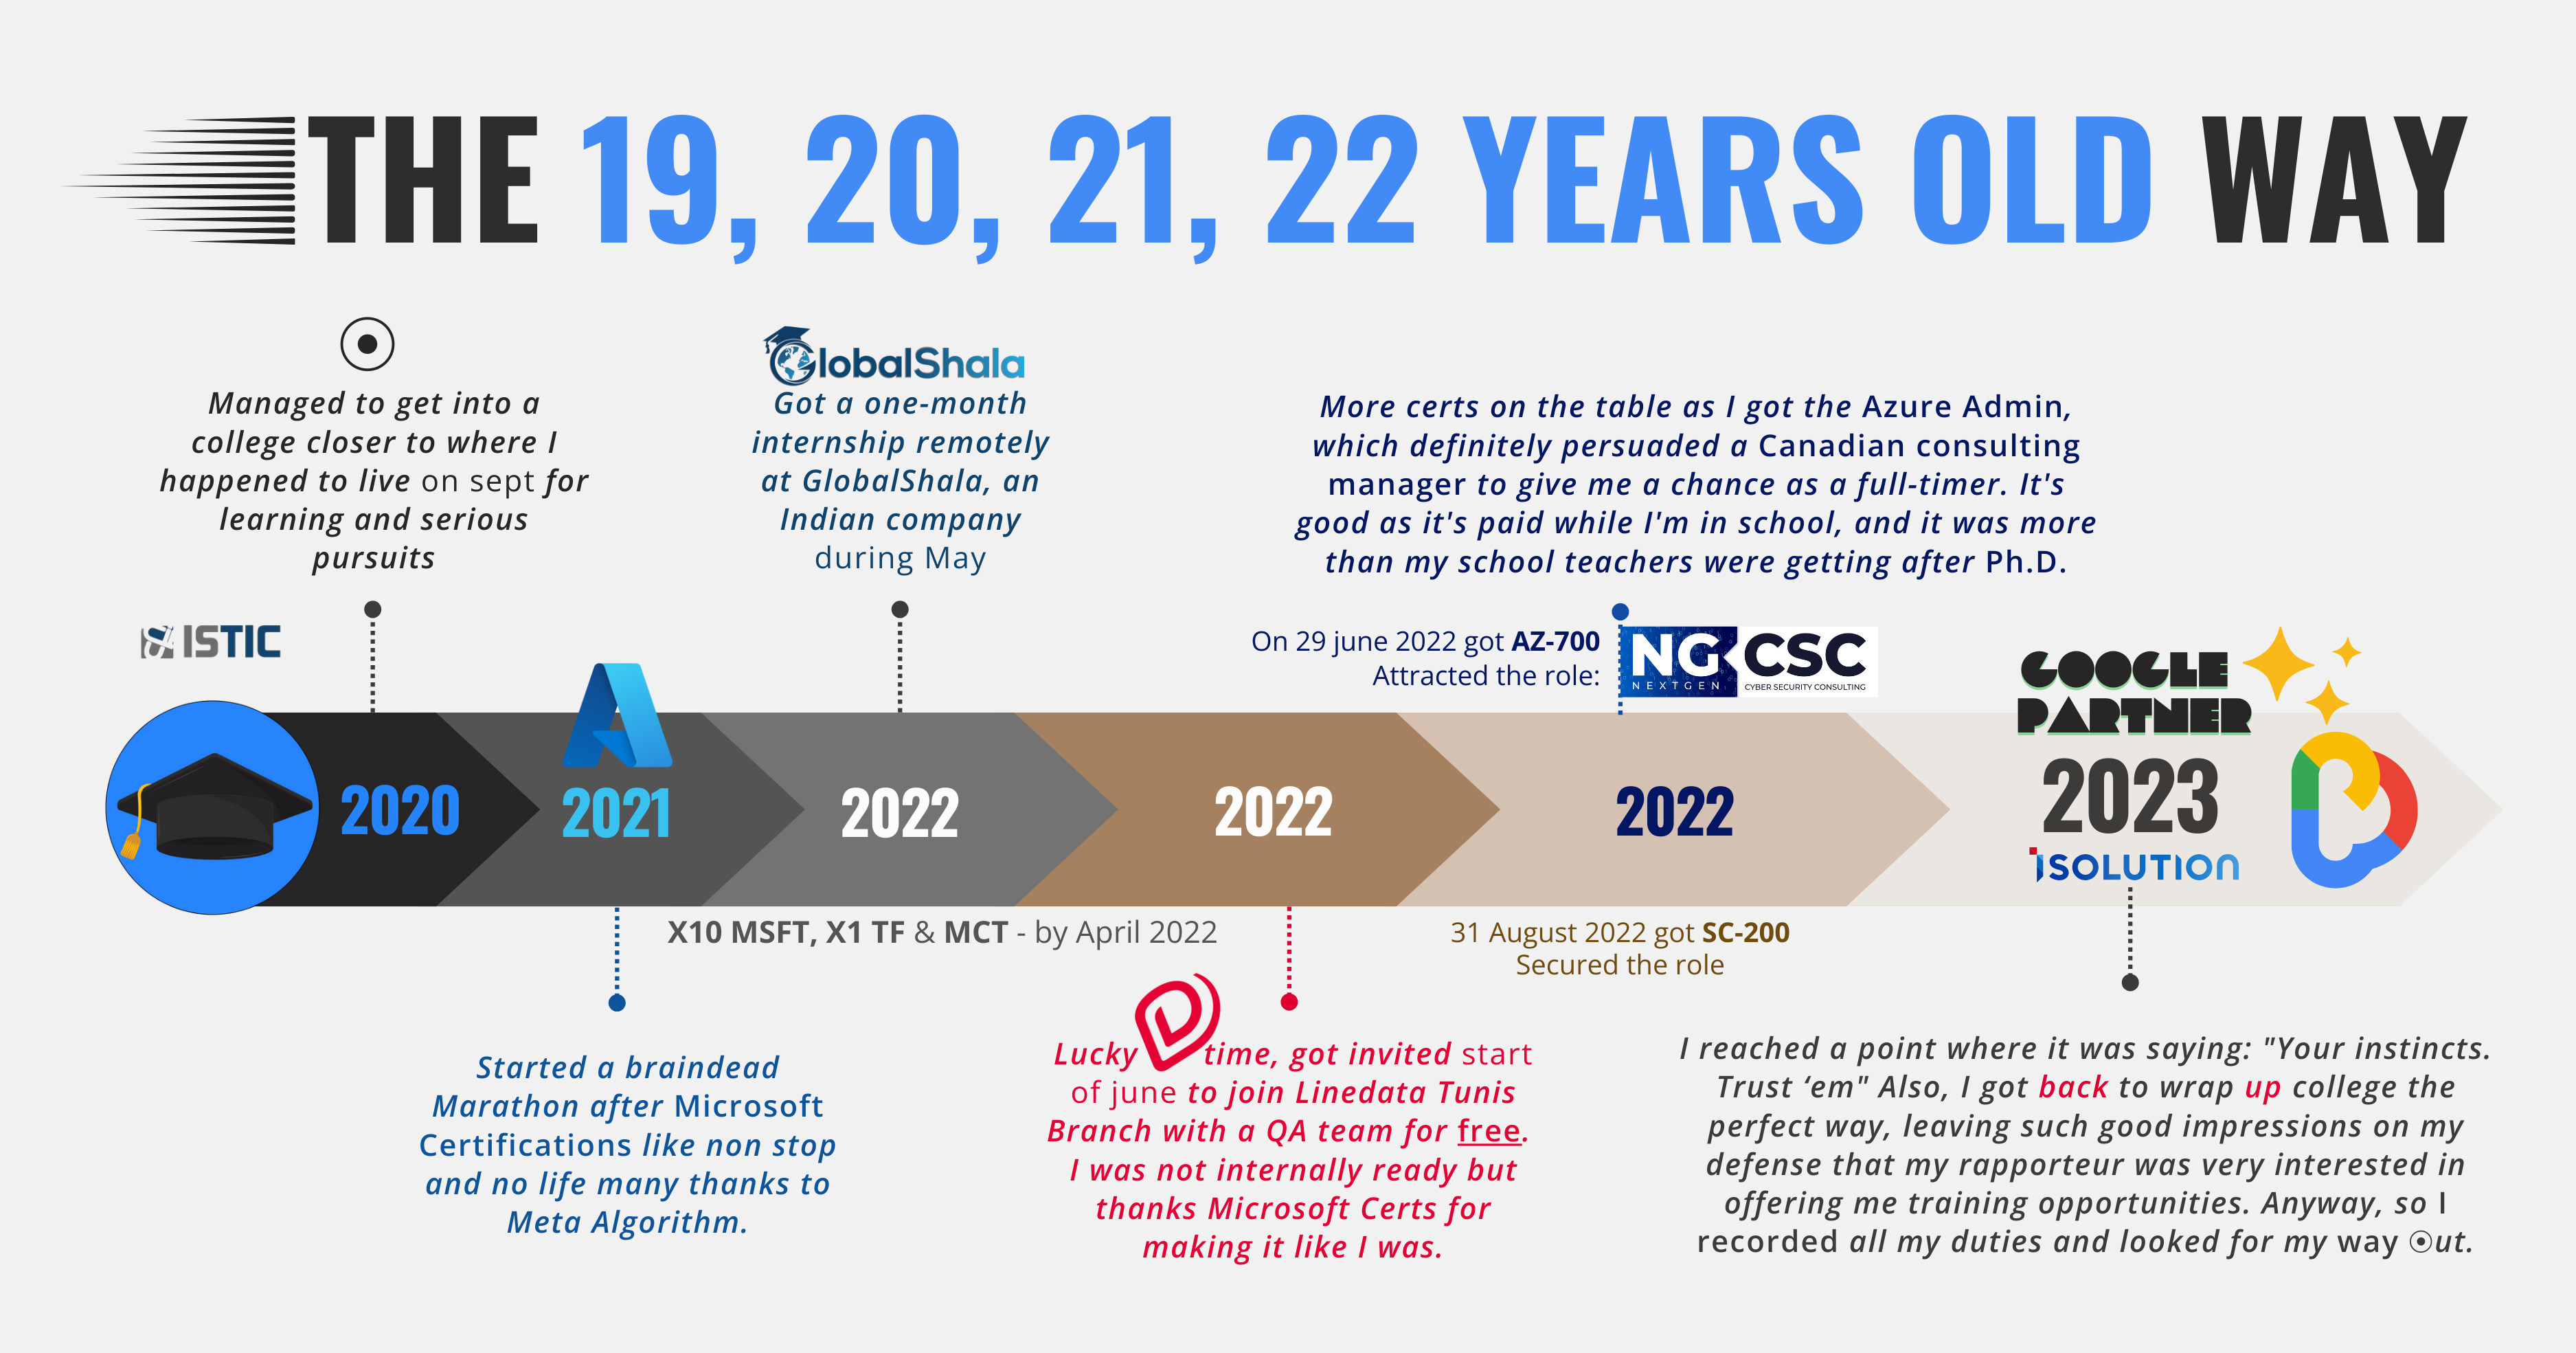 THE 19, 20, 21, 22 YEARS OLD WAY
Managed to get into a
college closer to where I
happened to live on sept for
learning and serious
pursuits
ISTIC
2020
2021
Started a braindead
Marathon after Microsoft
Certifications like non stop
and no life many thanks to
Meta Algorithm.
GlobalShala
Got a one-month
internship remotely
at GlobalShala, an
Indian company
during May
2022
X10 MSFT, X1 TF & MCT - by April 2022
2022
Lucky time, got invited start
of june to join Linedata Tunis
Branch with a QA team for free.
I was not internally ready but
thanks Microsoft Certs for
making it like I was.
More certs on the table as I got the Azure Admin,
which definitely persuaded a Canadian consulting
manager to give me a chance as a full-timer. It's
good as it's paid while I'm in school, and it was more
than my school teachers were getting after Ph.D.
On 29 june 2022 got AZ-700
Attracted the role:
NG CSC
NEXTGEN CYBER SECURITY CONSULTING
2022
31 August 2022 got SC-200
Secured the role
GOOGLE
PARTNER
2023
iSOLUTION
I reached a point where it was saying: "Your instincts.
Trust ‘em" Also, I got back to wrap up college the
perfect way, leaving such good impressions on my
defense that my rapporteur was very interested in
offering me training opportunities. Anyway, so I
recorded all my duties and looked for my way ☉ut.